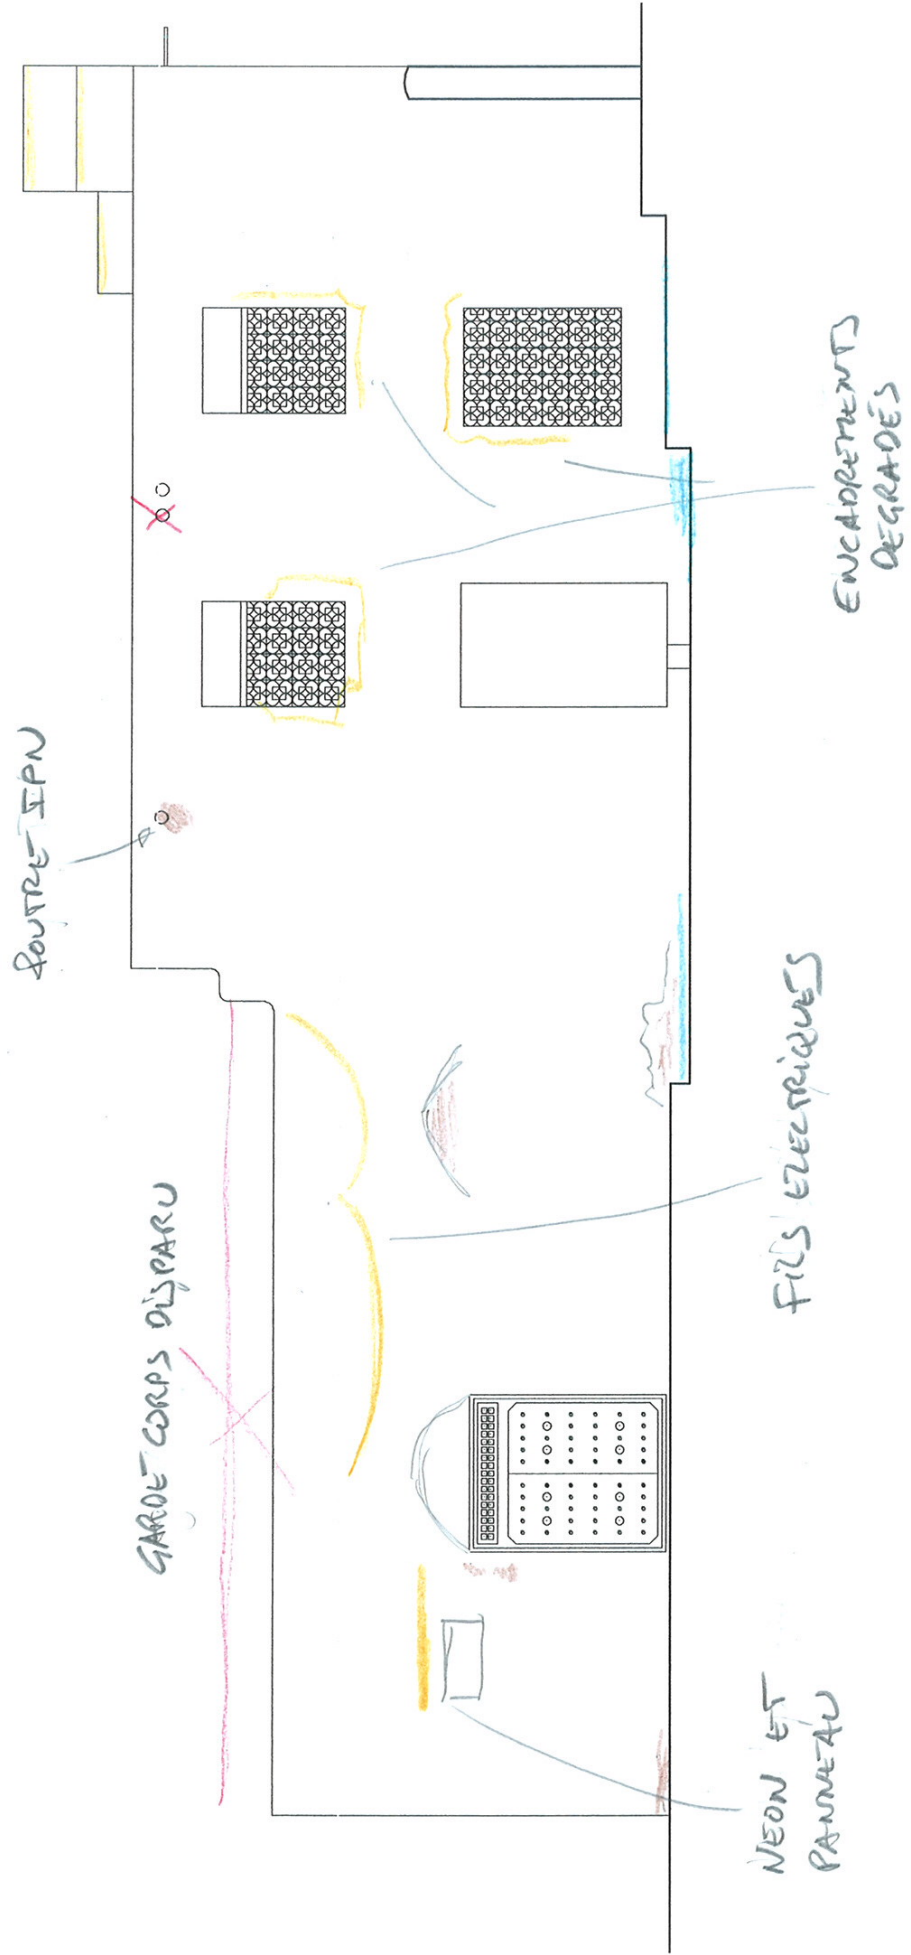 POUTRE IPN
GARDE CORPS DISPARU
ENCADREMENTS
DEGRADÉS
FILS ELECTRIQUES
NEON ET
PANNEAU